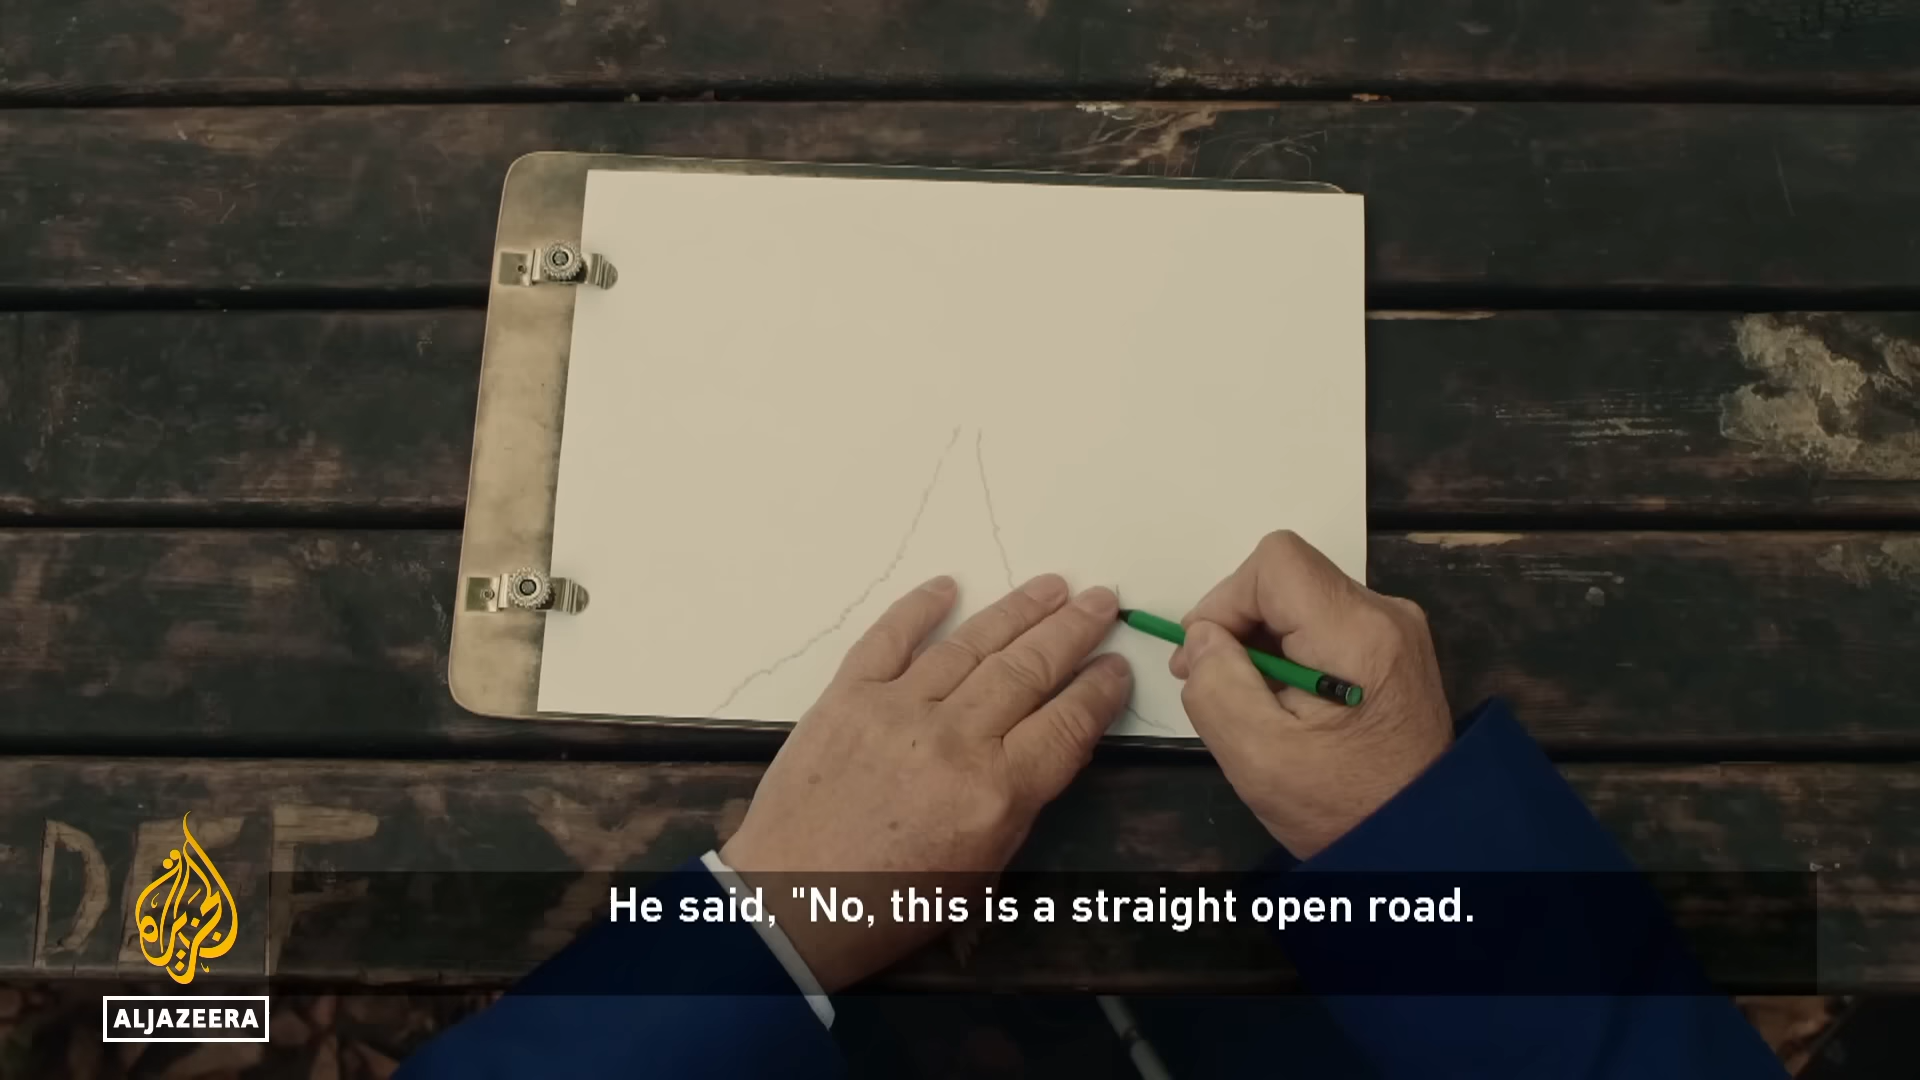 He said, "No, this is a straight open road.
الجزيرة
ALJAZEERA